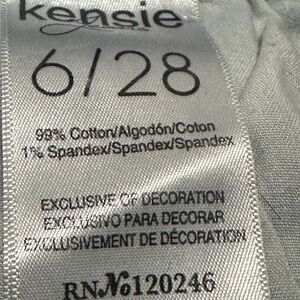 kensie
6/28
99% Cotton/Algodón/Coton
1% Spandex/Spandex/Spandex
EXCLUSIVE OF DECORATION
EXCLUSIVO PARA DECORAR
EXCLUSIVEMENT DE DÉCORATION
RN№120246